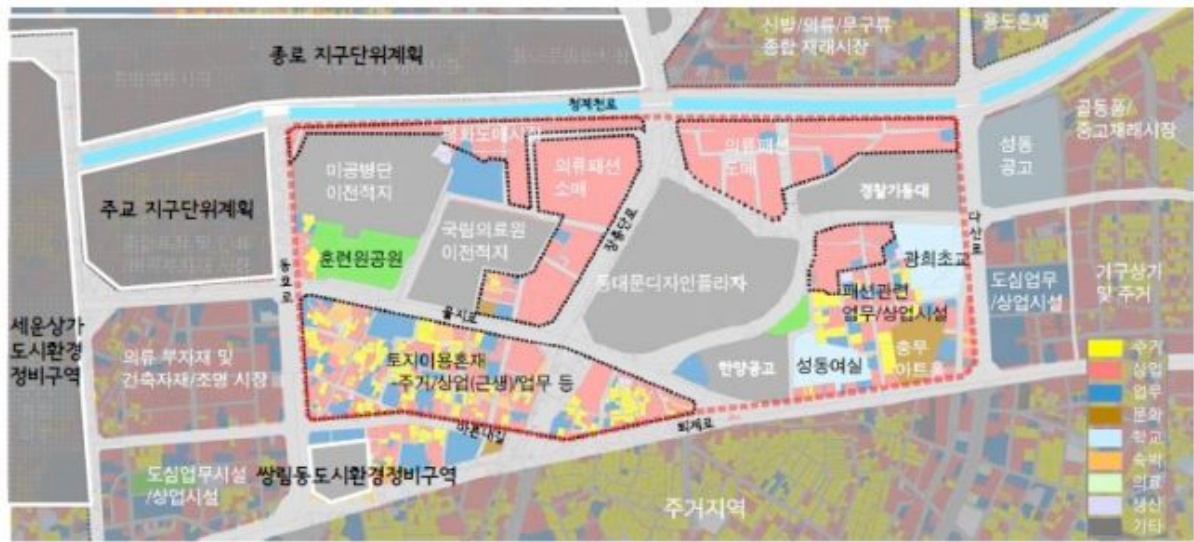 종로 지구단위계획
신발/의류/문구류
종합 재래시장
용도혼재
청계천로
골동품/
중고재래시장
미공병단
이전적지
의류패션
소매
의류패션
도매
성동
공고
주교 지구단위계획
경찰기동대
국립의료원
이전적지
장충단로
다산로
훈련원공원
광희초교
동호로
동대문디자인플라자
도심업무
/상업시설
가구상가
및 주거
패션관련
업무/상업시설
을지로
세운상가
도시환경
정비구역
의류 부자재 및
건축자재/조명 시장
토지이용혼재
-주거/상업(근생)/업무 등
한양공고
성동여실
충무
아트홀
마른내길
퇴계로
도심업무시설
/상업시설
쌍림동도시환경정비구역
주거지역
주거
상업
업무
문화
학교
숙박
의료
생산
기타